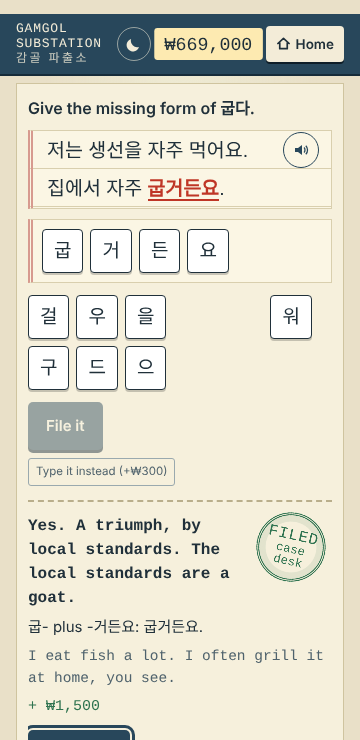 GAMGOL
SUBSTATION
감골 파출소
₩669,000
Home
Give the missing form of 굽다.
저는 생선을 자주 먹어요.
집에서 자주 굽거든요.
굽 거 든 요
걸 우 을 워
구 드 으
File it
Type it instead (+₩300)
Yes. A triumph, by
local standards. The
local standards are a
goat.
FILED
case
desk
굽- plus -거든요: 굽거든요.
I eat fish a lot. I often grill it
at home, you see.
+ ₩1,500